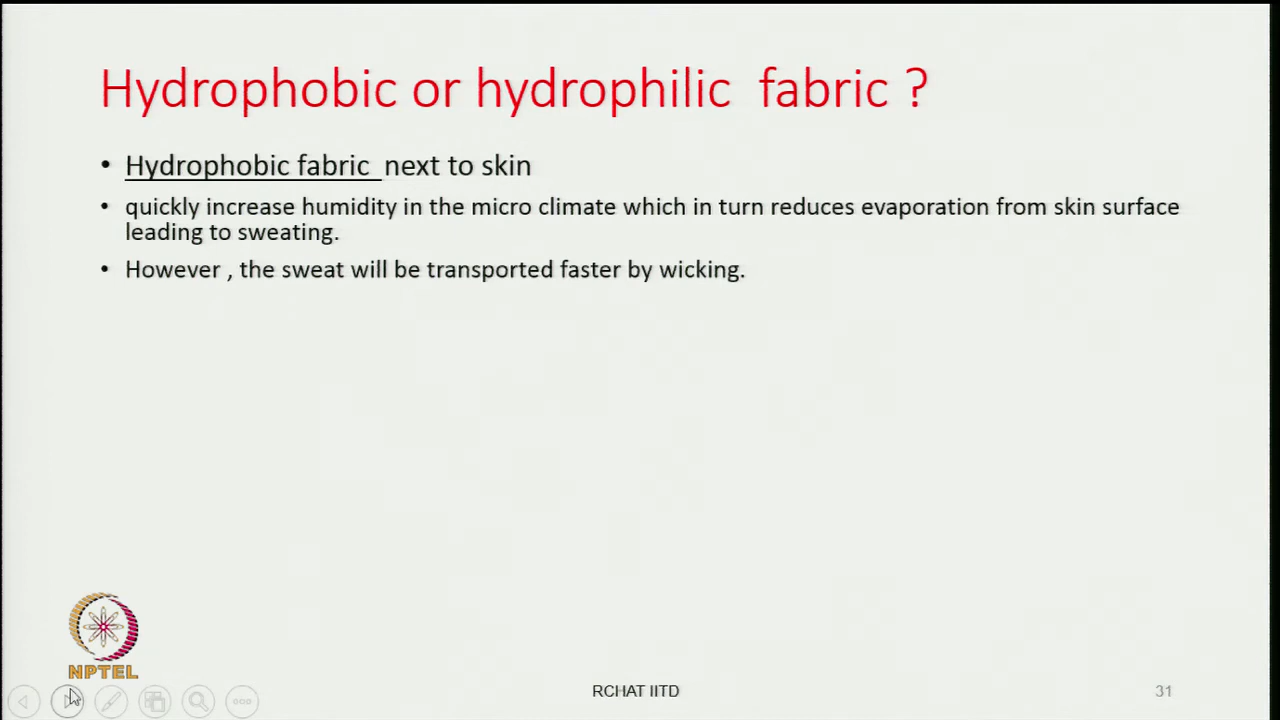 Hydrophobic or hydrophilic fabric ?
• Hydrophobic fabric next to skin
• quickly increase humidity in the micro climate which in turn reduces evaporation from skin surface
leading to sweating.
• However , the sweat will be transported faster by wicking.
NPTEL
RCHAT IITD
31